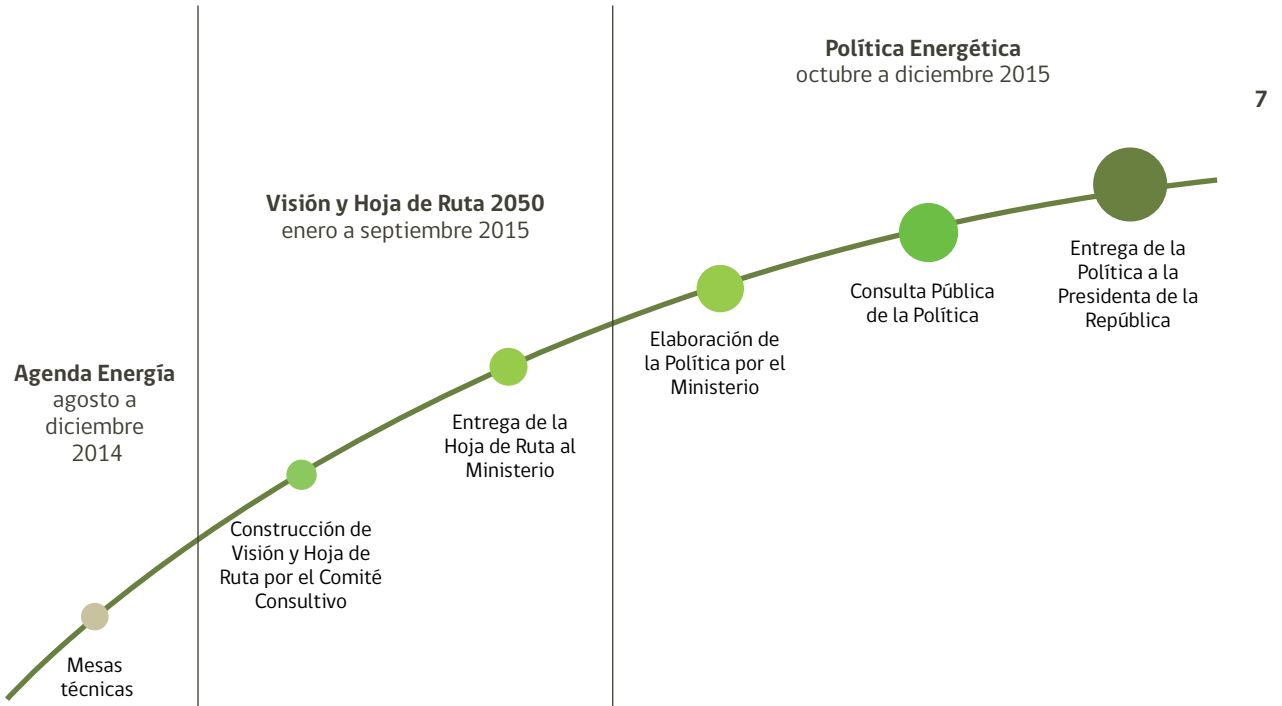 Política Energética
octubre a diciembre 2015
7
Visión y Hoja de Ruta 2050
enero a septiembre 2015
Agenda Energía
agosto a
diciembre
2014
Mesas
técnicas
Construcción de
Visión y Hoja de
Ruta por el Comité
Consultivo
Entrega de la
Hoja de Ruta al
Ministerio
Elaboración de
la Política por el
Ministerio
Consulta Pública
de la Política
Entrega de la
Política a la
Presidenta de la
República